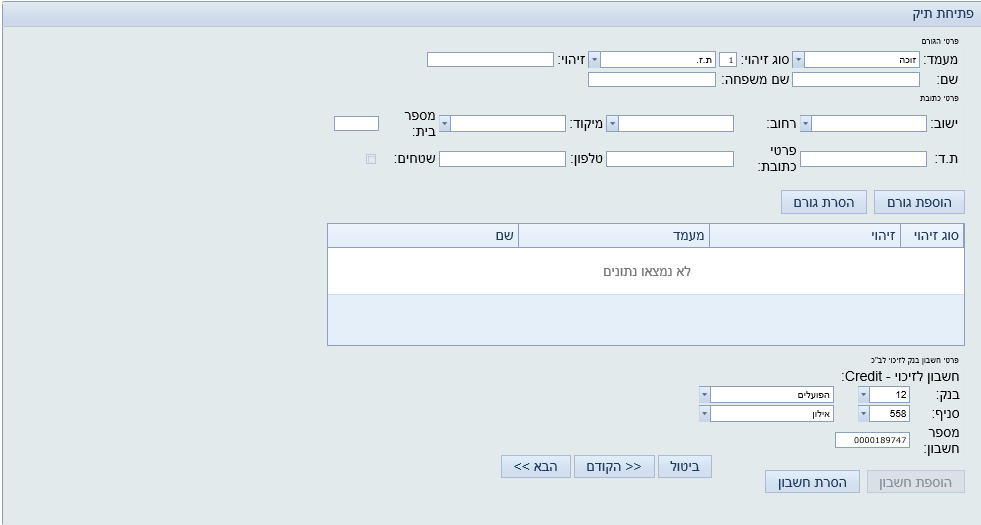 פתיחת תיק
פרטי הגורם
מעמד: זוכה סוג זיהוי: 1 ת.ז. זיהוי:
שם: שם משפחה:
פרטי כתובת
ישוב: רחוב: מיקוד: מספר בית:
ת.ד: פרטי כתובת: טלפון: שטחים:
הוספת גורם הסרת גורם
סוג זיהוי זיהוי מעמד שם
לא נמצאו נתונים
פרטי חשבון בנק לזיכוי לב"כ
חשבון לזיכוי - Credit:
בנק: 12 הפועלים
סניף: 558 אילון
מספר חשבון: 0000189747
ביטול << הקודם הבא >>
הוספת חשבון הסרת חשבון